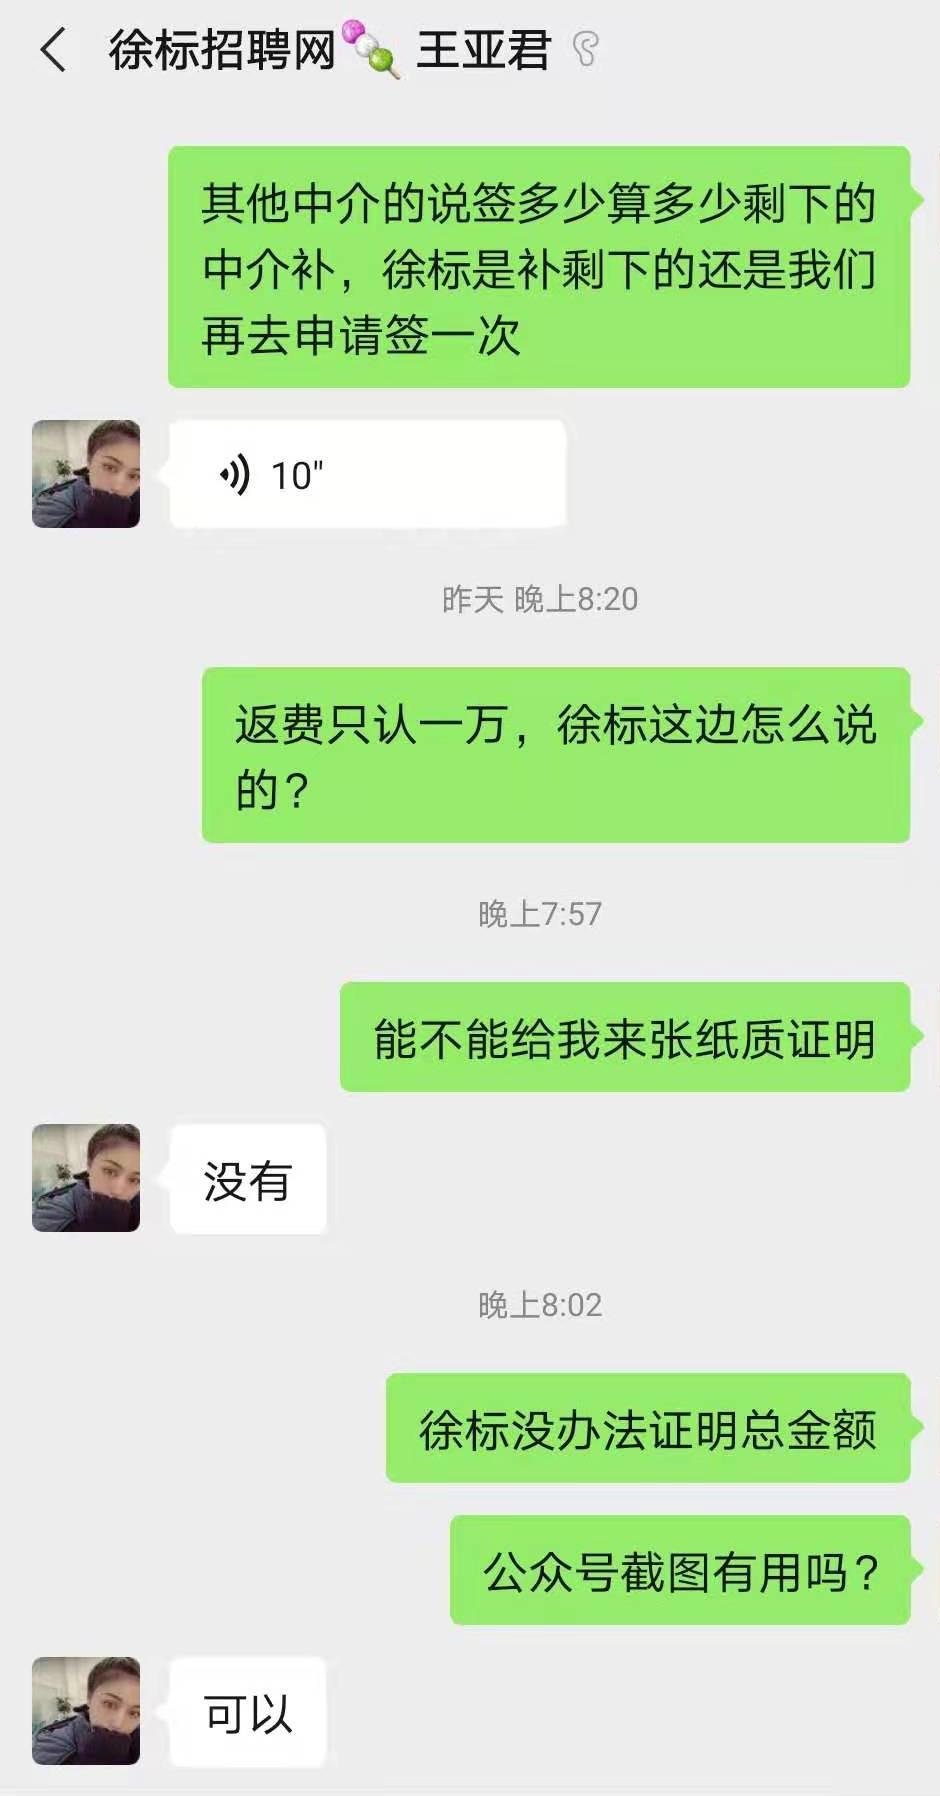 徐标招聘网🍡 王亚君
其他中介的说签多少算多少剩下的
中介补，徐标是补剩下的还是我们
再去申请签一次
10"
昨天 晚上8:20
返费只认一万，徐标这边怎么说
的？
晚上7:57
能不能给我来张纸质证明
没有
晚上8:02
徐标没办法证明总金额
公众号截图有用吗？
可以